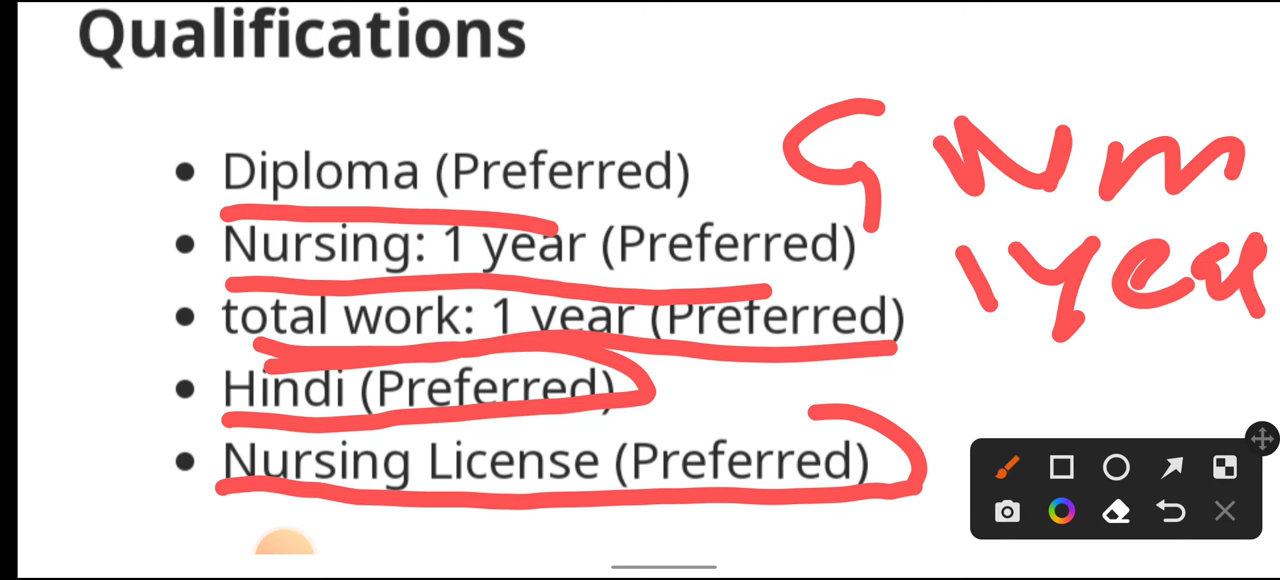 Qualifications
Diploma (Preferred)
GNm
Nursing: 1 year (Preferred)
1 year
total work: 1 year (Preferred)
Hindi (Preferred)
Nursing License (Preferred)